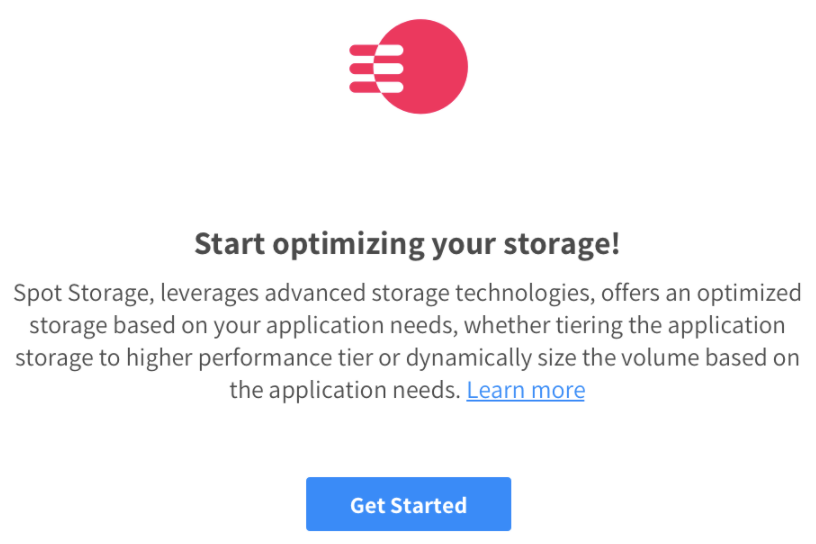 Start optimizing your storage!
Spot Storage, leverages advanced storage technologies, offers an optimized
storage based on your application needs, whether tiering the application
storage to higher performance tier or dynamically size the volume based on
the application needs. Learn more
Get Started